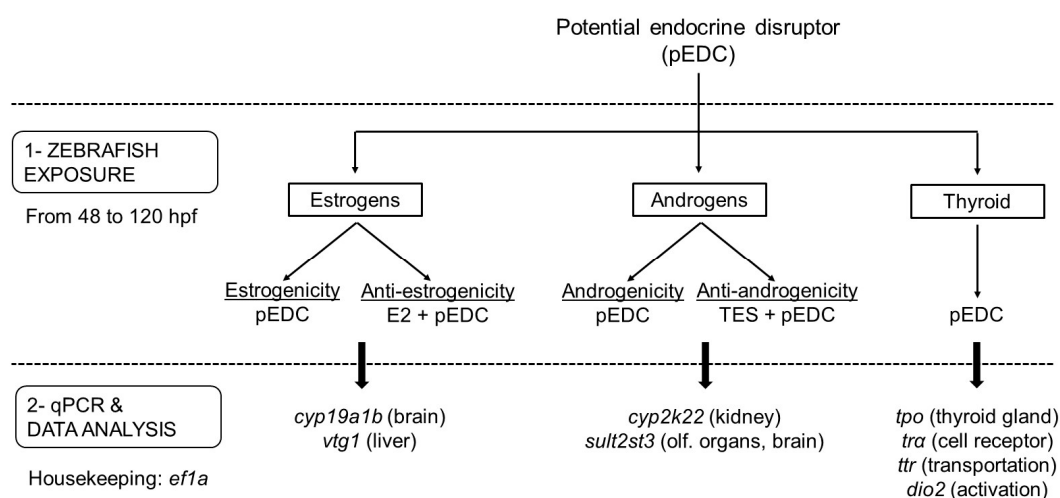 Potential endocrine disruptor
(pEDC)
1- ZEBRAFISH
EXPOSURE
From 48 to 120 hpf
Estrogens
Androgens
Thyroid
Estrogenicity
pEDC
Anti-estrogenicity
E2 + pEDC
Androgenicity
pEDC
Anti-androgenicity
TES + pEDC
pEDC
2- qPCR &
DATA ANALYSIS
Housekeeping: ef1a
cyp19a1b (brain)
vtg1 (liver)
cyp2k22 (kidney)
sult2st3 (olf. organs, brain)
tpo (thyroid gland)
trα (cell receptor)
ttr (transportation)
dio2 (activation)